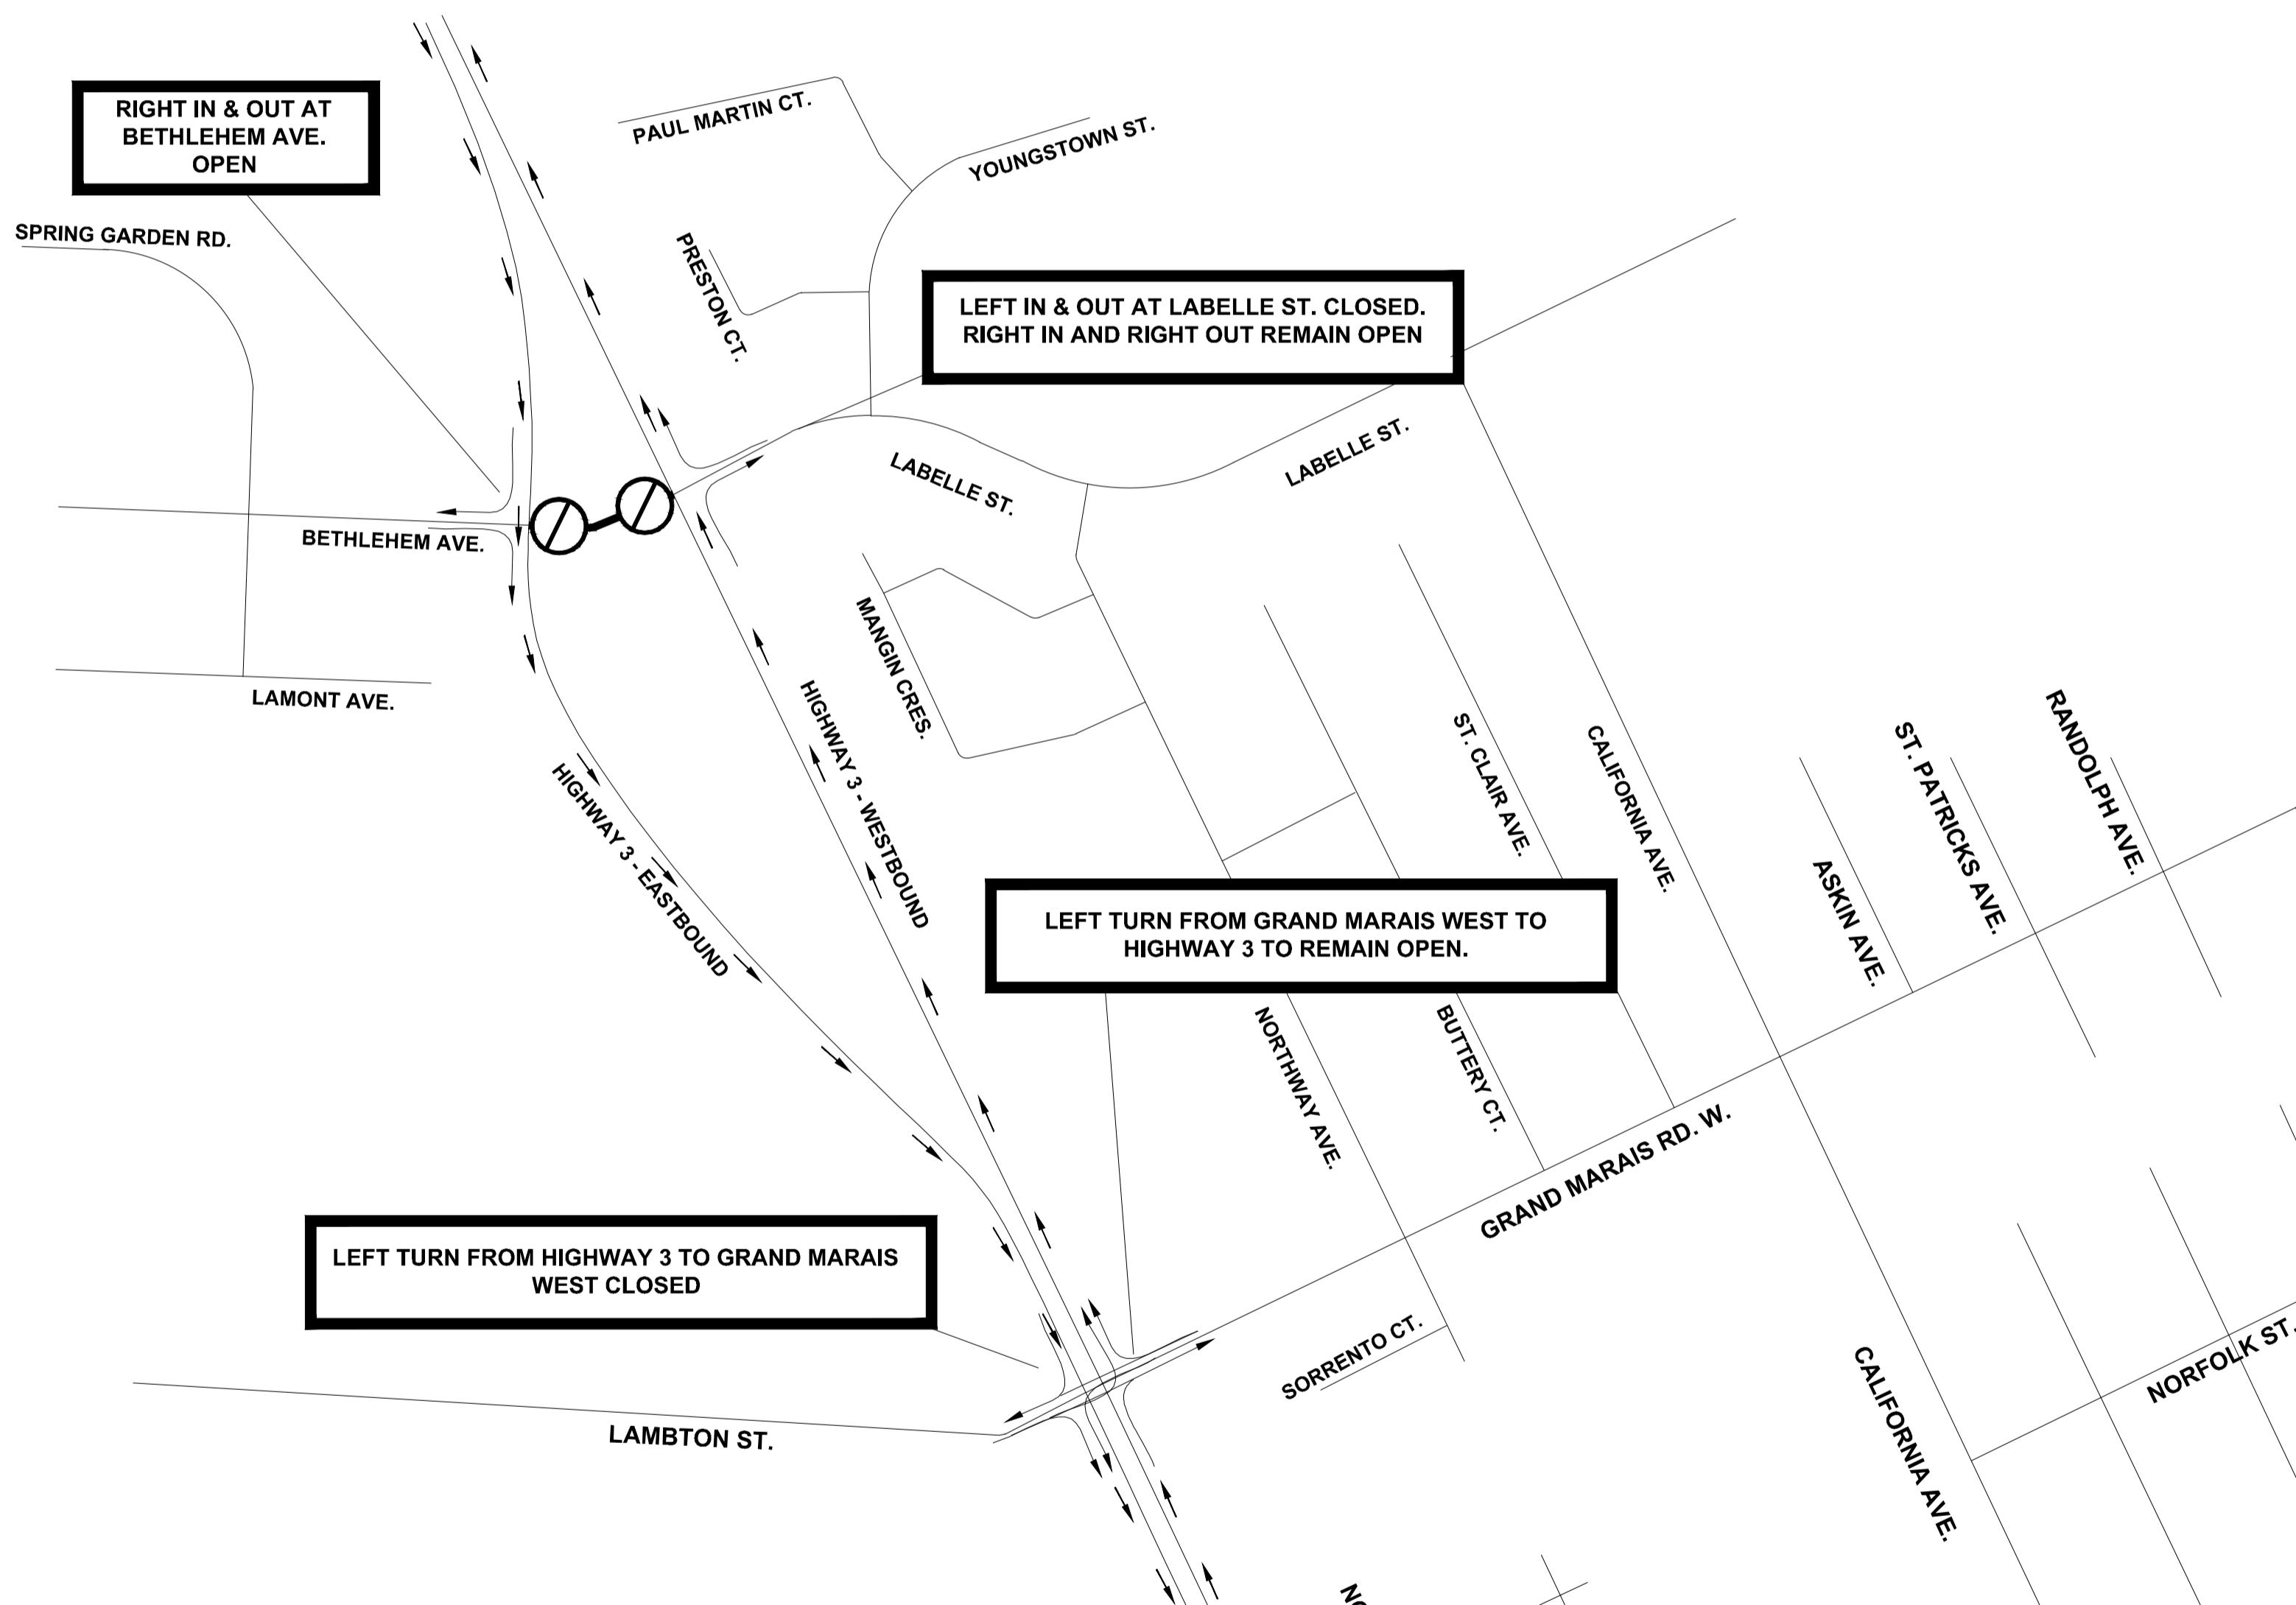 RIGHT IN & OUT AT
BETHLEHEM AVE.
OPEN
PAUL MARTIN CT.
YOUNGSTOWN ST.
SPRING GARDEN RD.
PRESTON CT.
LEFT IN & OUT AT LABELLE ST. CLOSED.
RIGHT IN AND RIGHT OUT REMAIN OPEN
LABELLE ST.
LABELLE ST.
BETHLEHEM AVE.
LAMONT AVE.
MANGIN CRES.
HIGHWAY 3 - WESTBOUND
HIGHWAY 3 - EASTBOUND
ST. CLAIR AVE.
CALIFORNIA AVE.
ASKIN AVE.
ST. PATRICKS AVE.
RANDOLPH AVE.
LEFT TURN FROM GRAND MARAIS WEST TO
HIGHWAY 3 TO REMAIN OPEN.
NORTHWAY AVE.
BUTTERY CT.
GRAND MARAIS RD. W.
LEFT TURN FROM HIGHWAY 3 TO GRAND MARAIS
WEST CLOSED
SORRENTO CT.
NORFOLK ST.
LAMBTON ST.
CALIFORNIA AVE.